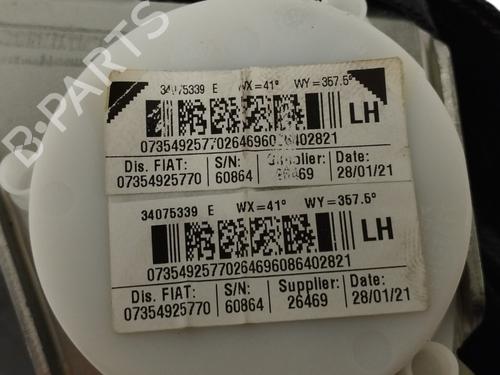 B-PARTS
34075339 E WX=41° WY=357.5°
LH
07354925770264696086402821
Dis. FIAT: S/N: Supplier: Date:
07354925770 60864 26469 28/01/21
34075339 E WX=41° WY=357.5°
LH
07354925770264696086402821
Dis. FIAT: S/N: Supplier: Date:
07354925770 60864 26469 28/01/21